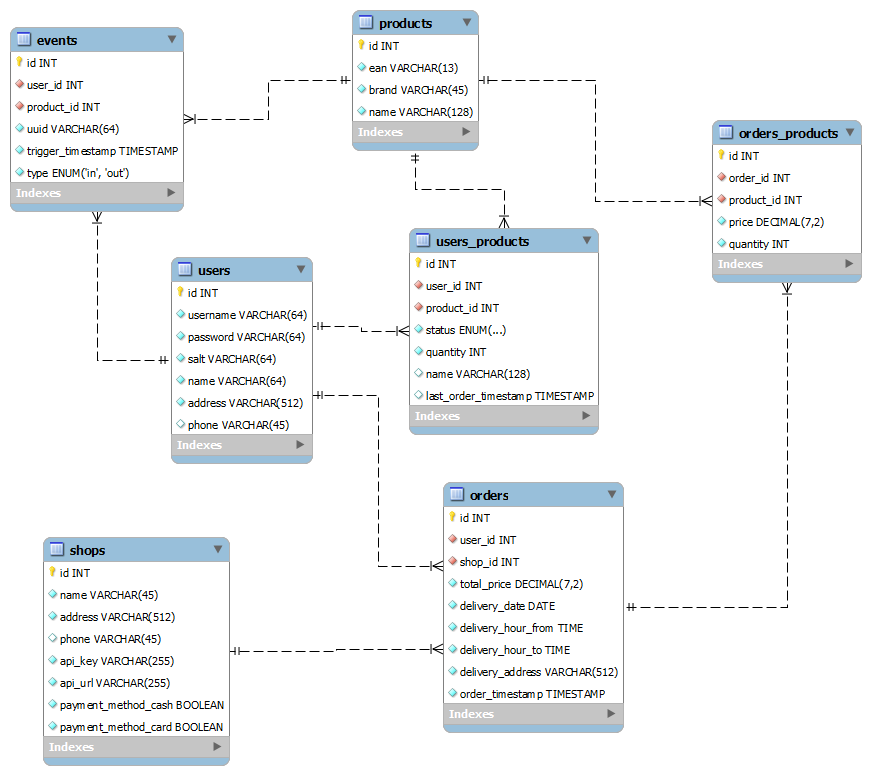 events
id INT
user_id INT
product_id INT
uuid VARCHAR(64)
trigger_timestamp TIMESTAMP
type ENUM('in', 'out')
Indexes
products
id INT
ean VARCHAR(13)
brand VARCHAR(45)
name VARCHAR(128)
Indexes
orders_products
id INT
order_id INT
product_id INT
price DECIMAL(7,2)
quantity INT
Indexes
users_products
id INT
user_id INT
product_id INT
status ENUM(...)
quantity INT
name VARCHAR(128)
last_order_timestamp TIMESTAMP
Indexes
users
id INT
username VARCHAR(64)
password VARCHAR(64)
salt VARCHAR(64)
name VARCHAR(64)
address VARCHAR(512)
phone VARCHAR(45)
Indexes
orders
id INT
user_id INT
shop_id INT
total_price DECIMAL(7,2)
delivery_date DATE
delivery_hour_from TIME
delivery_hour_to TIME
delivery_address VARCHAR(512)
order_timestamp TIMESTAMP
Indexes
shops
id INT
name VARCHAR(45)
address VARCHAR(512)
phone VARCHAR(45)
api_key VARCHAR(255)
api_url VARCHAR(255)
payment_method_cash BOOLEAN
payment_method_card BOOLEAN
Indexes